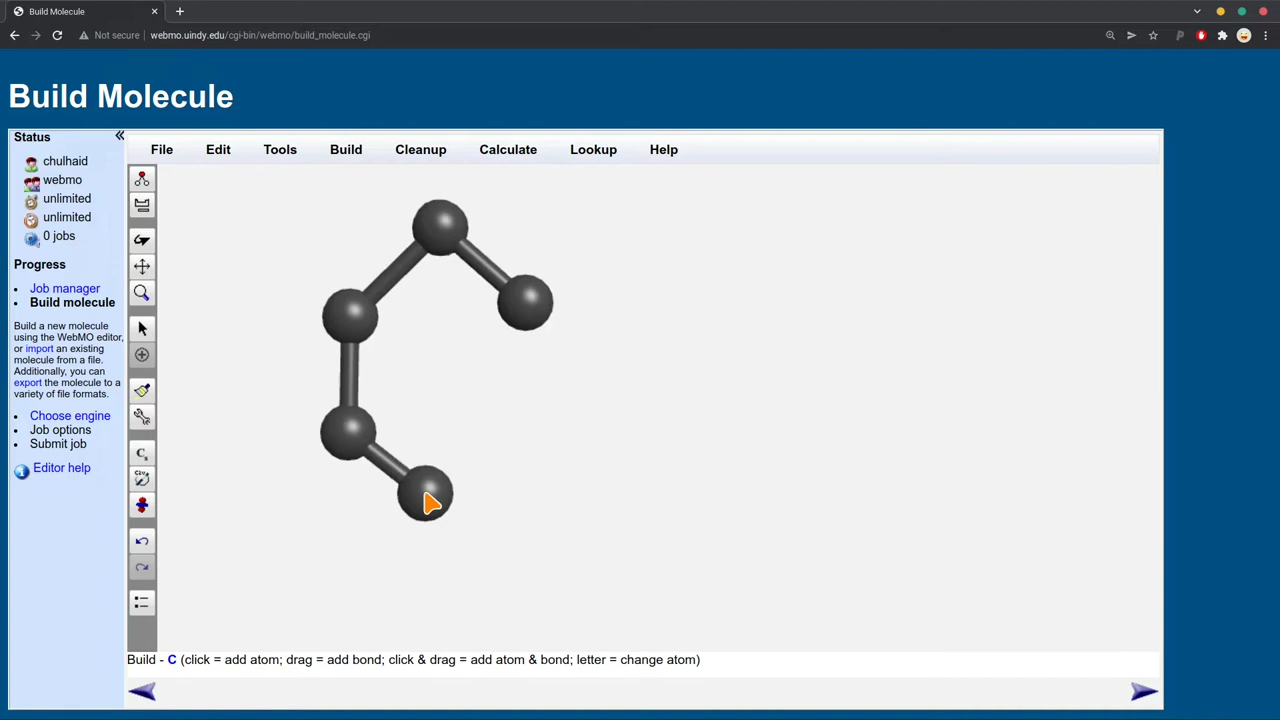 Build Molecule
Not secure webmo.uindy.edu/cgi-bin/webmo/build_molecule.cgi
Build Molecule
Status
chulhaid
webmo
unlimited
unlimited
0 jobs
Progress
Job manager
Build molecule
Build a new molecule
using the WebMO editor,
or import an existing
molecule from a file.
Additionally, you can
export the molecule to a
variety of file formats.
Choose engine
Job options
Submit job
Editor help
File Edit Tools Build Cleanup Calculate Lookup Help
Cs
C2v
Build - C (click = add atom; drag = add bond; click & drag = add atom & bond; letter = change atom)